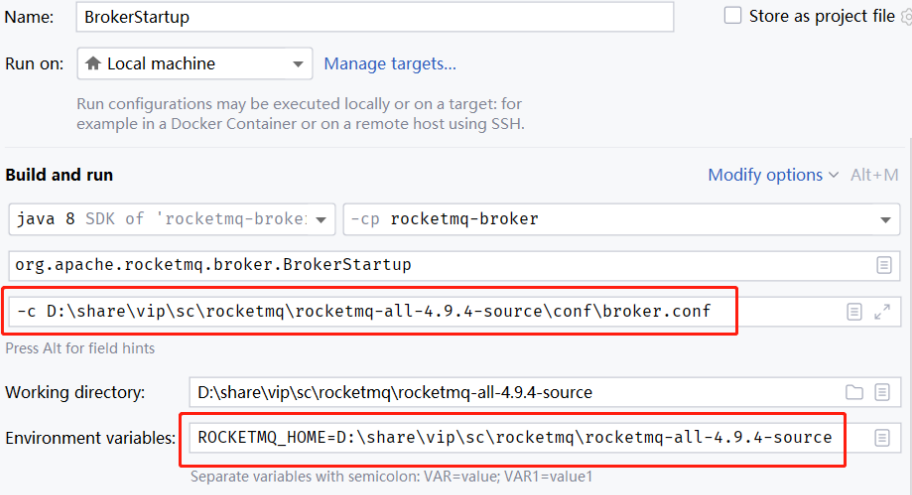 Name: BrokerStartup Store as project file
Run on: Local machine Manage targets...
Run configurations may be executed locally or on a target: for
example in a Docker Container or on a remote host using SSH.
Build and run Modify options Alt+M
java 8 SDK of 'rocketmq-broke -cp rocketmq-broker
org.apache.rocketmq.broker.BrokerStartup
-c D:\share\vip\sc\rocketmq\rocketmq-all-4.9.4-source\conf\broker.conf
Press Alt for field hints
Working directory: D:\share\vip\sc\rocketmq\rocketmq-all-4.9.4-source
Environment variables: ROCKETMQ_HOME=D:\share\vip\sc\rocketmq\rocketmq-all-4.9.4-source
Separate variables with semicolon: VAR=value; VAR1=value1